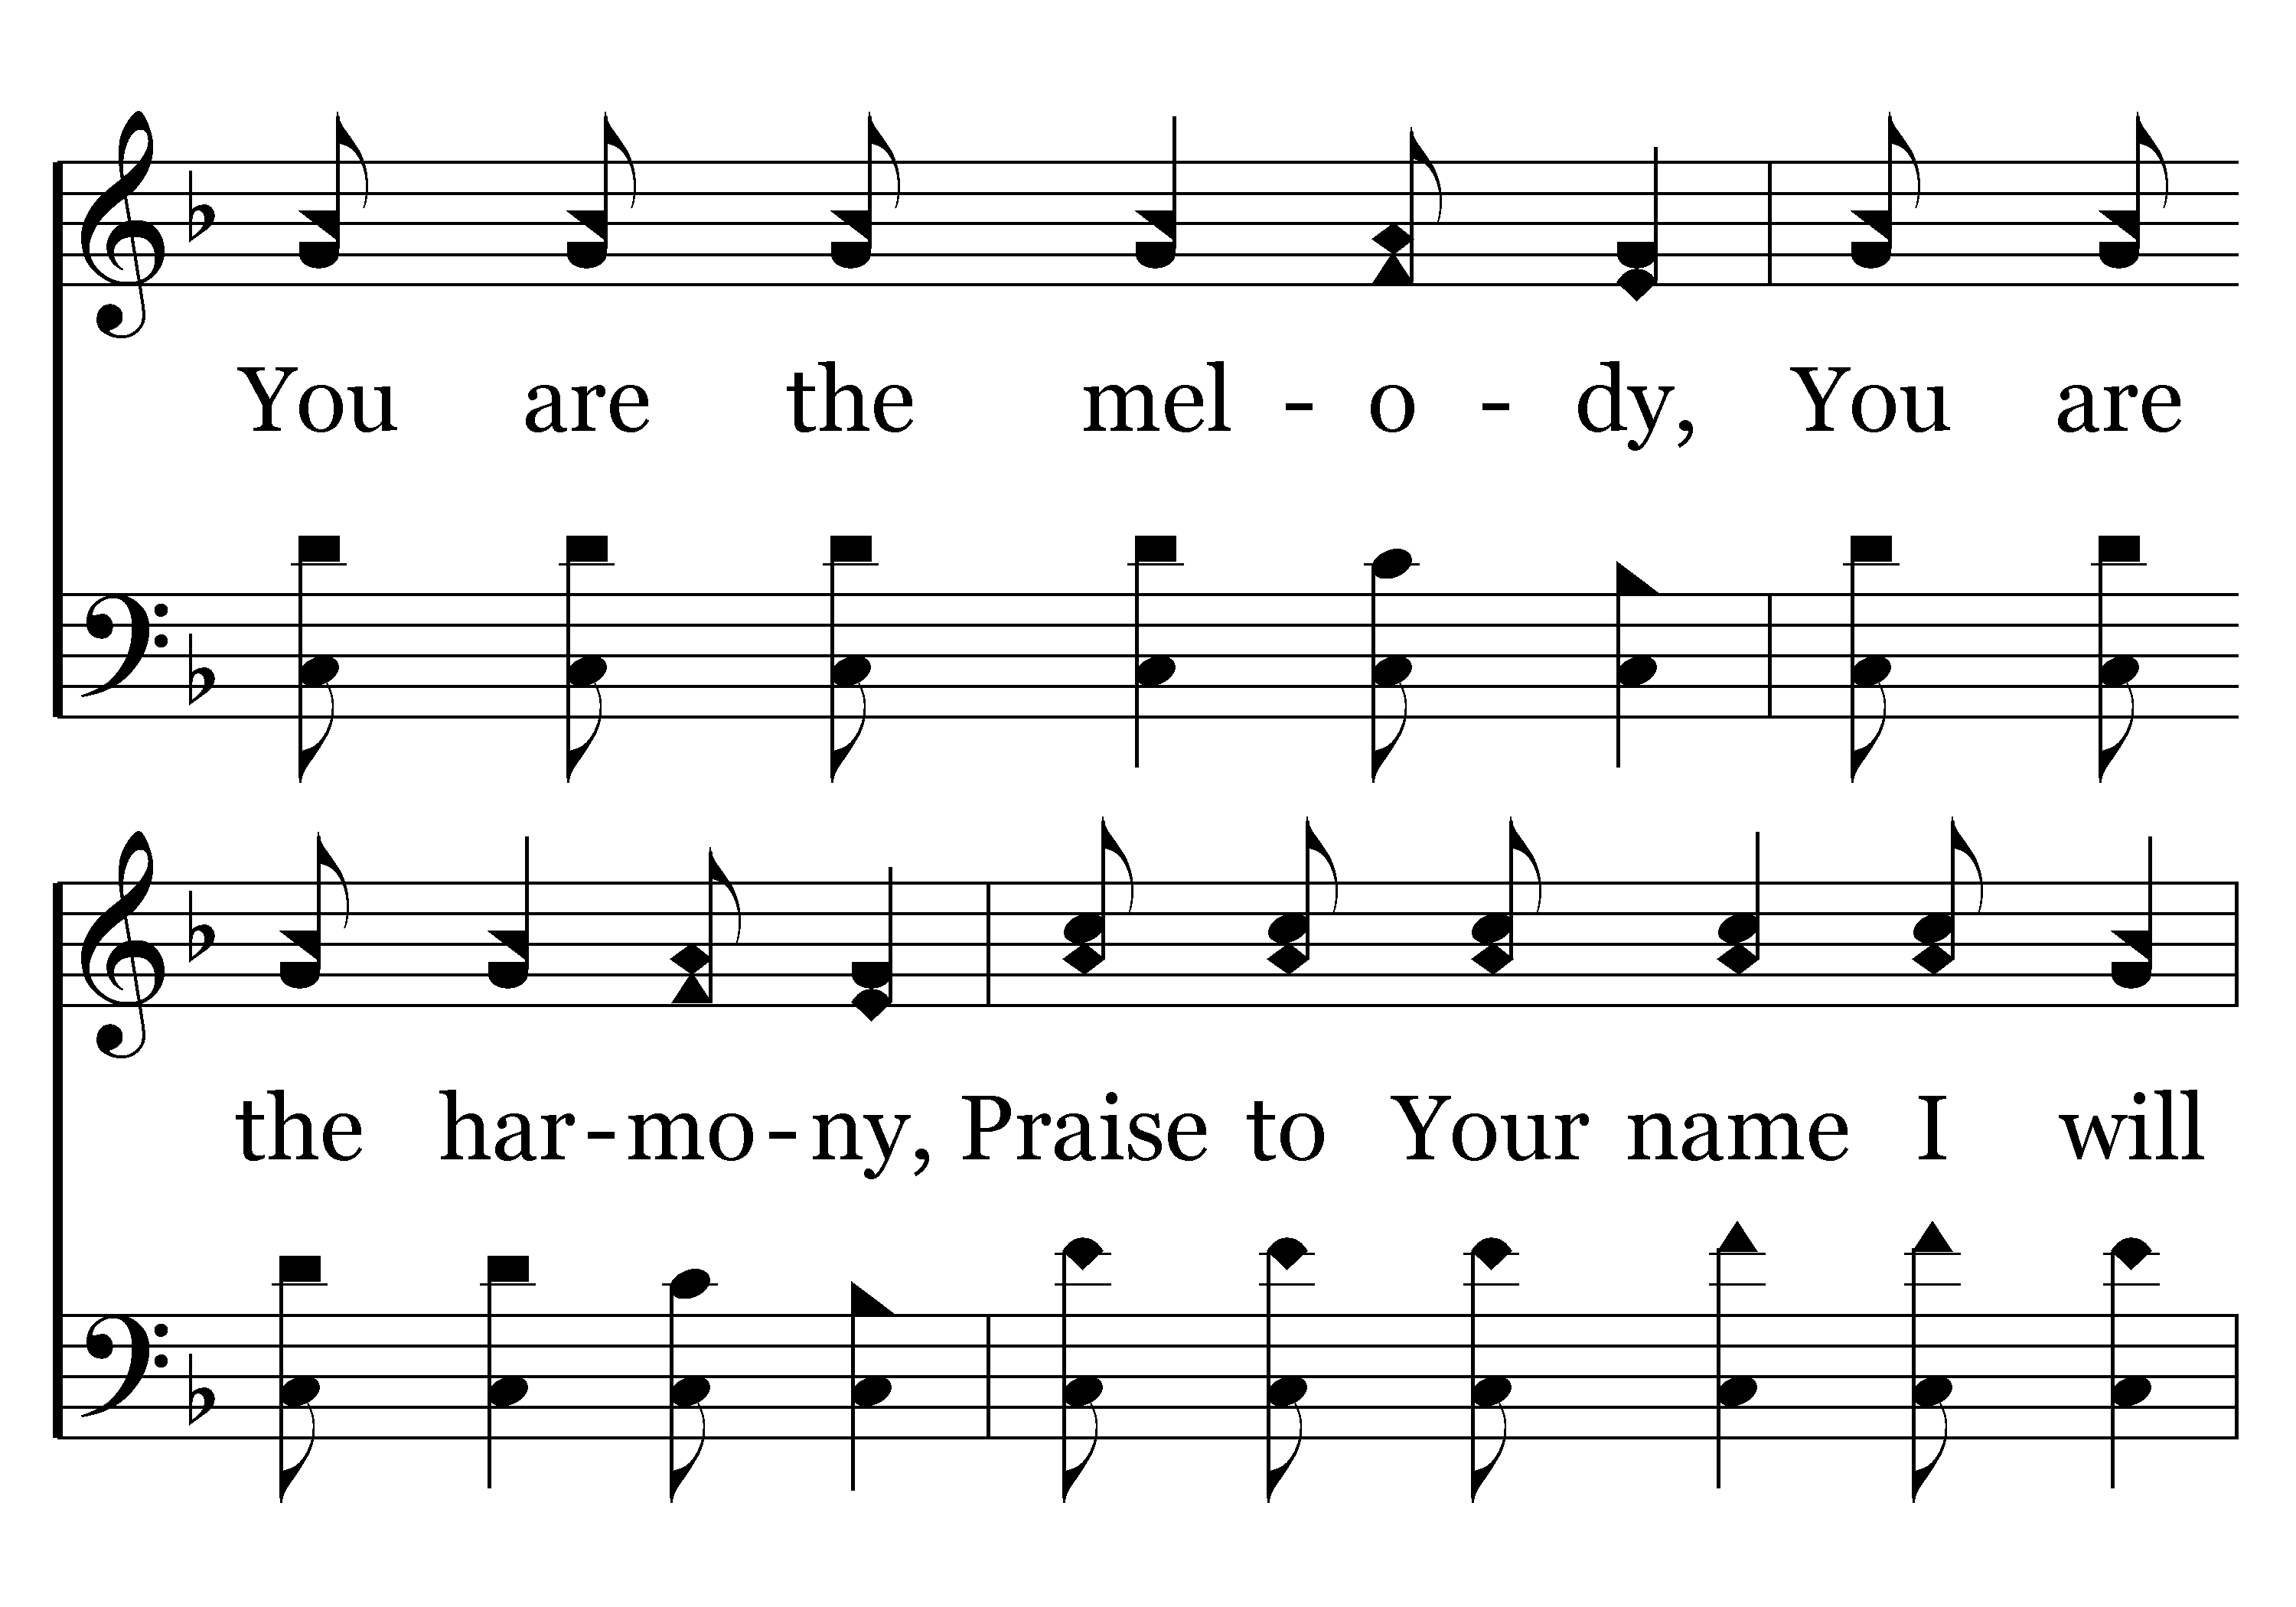 You are the mel - o - dy, You are
the har-mo-ny, Praise to Your name I will